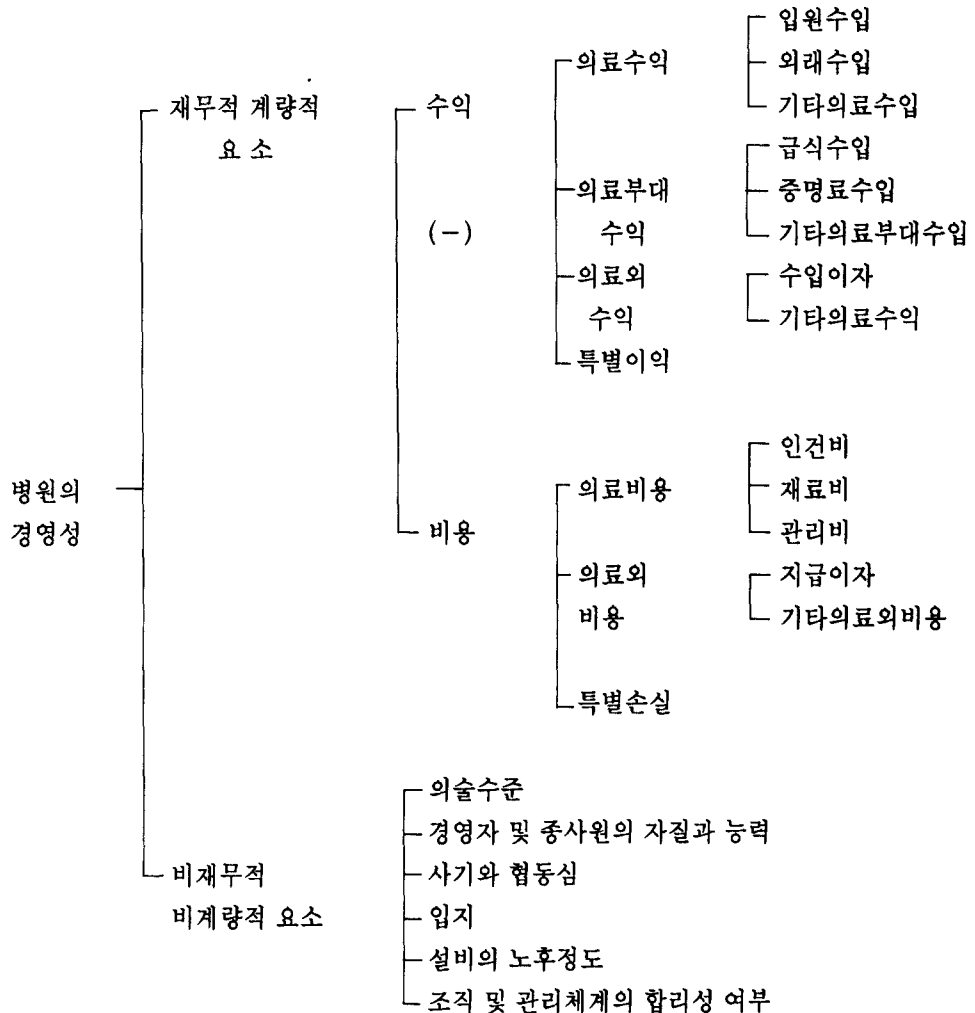 입원수입
의료수익
외래수입
재무적 계량적
수익
기타의료수입
요 소
급식수입
의료부대
증명료수입
(-)
수익
기타의료부대수입
의료외
수입이자
수익
기타의료수익
특별이익
인건비
병원의
의료비용
재료비
경영성
비용
관리비
의료외
지급이자
비용
기타의료외비용
특별손실
의술수준
경영자 및 종사원의 자질과 능력
비재무적
사기와 협동심
비계량적 요소
입지
설비의 노후정도
조직 및 관리체계의 합리성 여부